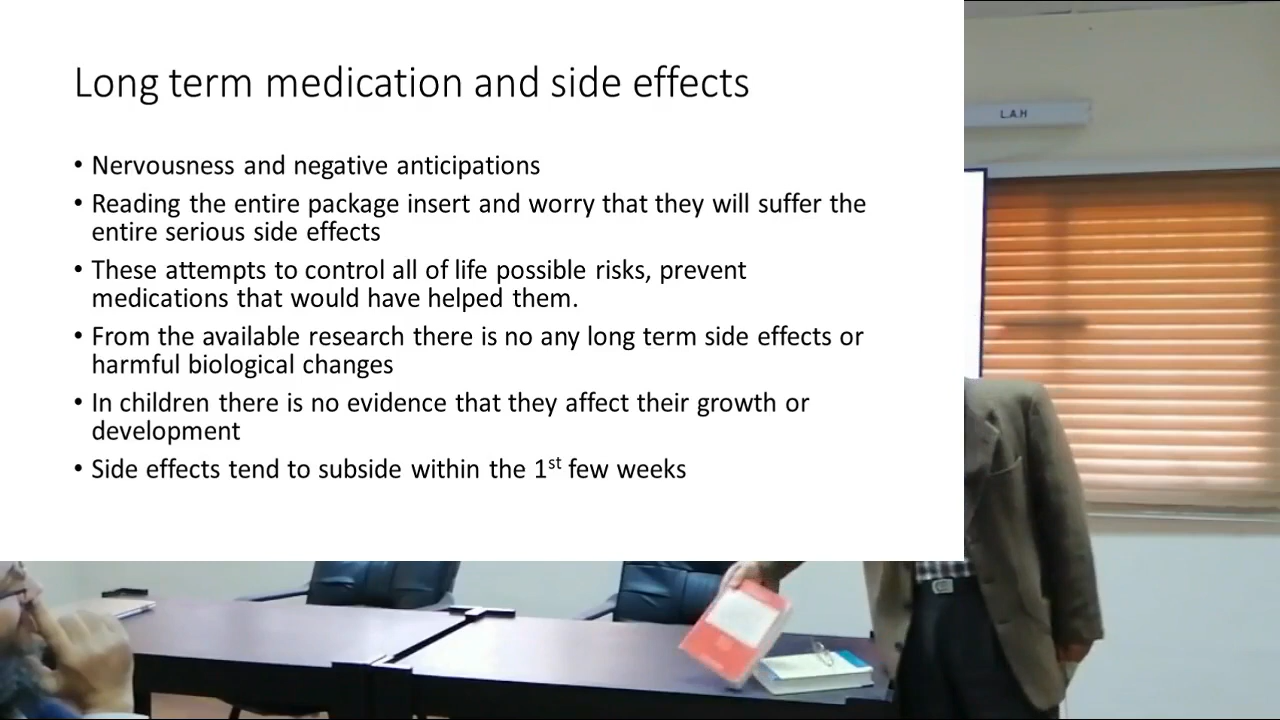 Long term medication and side effects
• Nervousness and negative anticipations
• Reading the entire package insert and worry that they will suffer the
entire serious side effects
• These attempts to control all of life possible risks, prevent
medications that would have helped them.
• From the available research there is no any long term side effects or
harmful biological changes
• In children there is no evidence that they affect their growth or
development
• Side effects tend to subside within the 1st few weeks
L.A.H